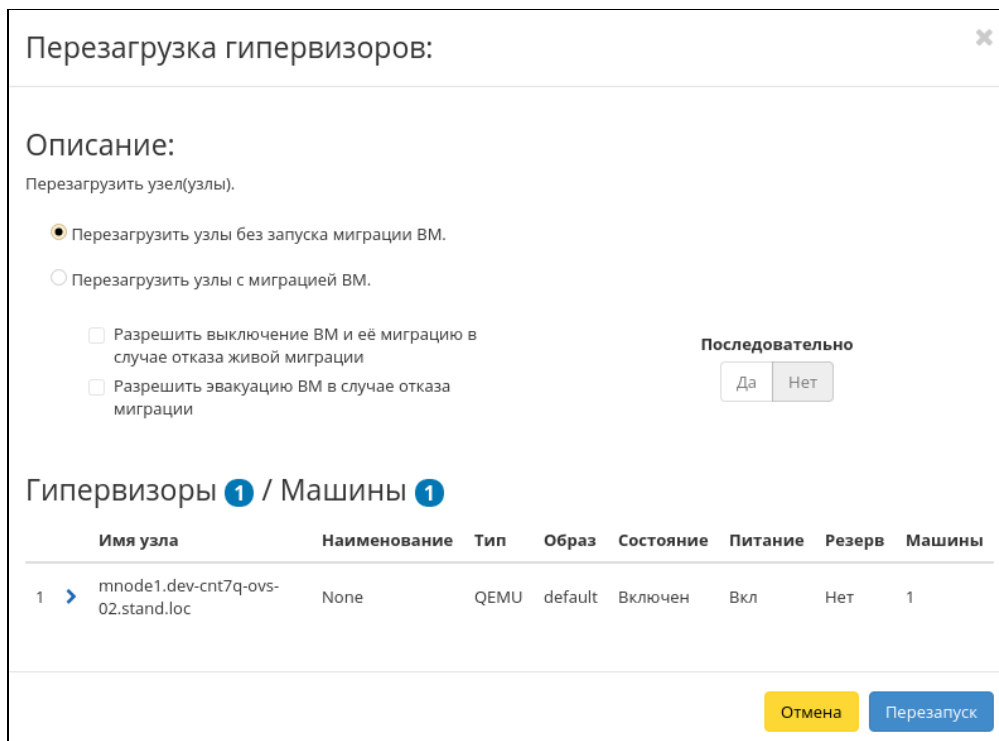 Перезагрузка гипервизоров:
Описание:
Перезагрузить узел(узлы).
Перезагрузить узлы без запуска миграции ВМ.
Перезагрузить узлы с миграцией ВМ.
Разрешить выключение ВМ и её миграцию в
случае отказа живой миграции
Разрешить эвакуацию ВМ в случае отказа
миграции
Последовательно
Да Нет
Гипервизоры 1 / Машины 1
Имя узла Наименование Тип Образ Состояние Питание Резерв Машины
1 mnode1.dev-cnt7q-ovs-
02.stand.loc None QEMU default Включен Вкл Нет 1
Отмена Перезапуск